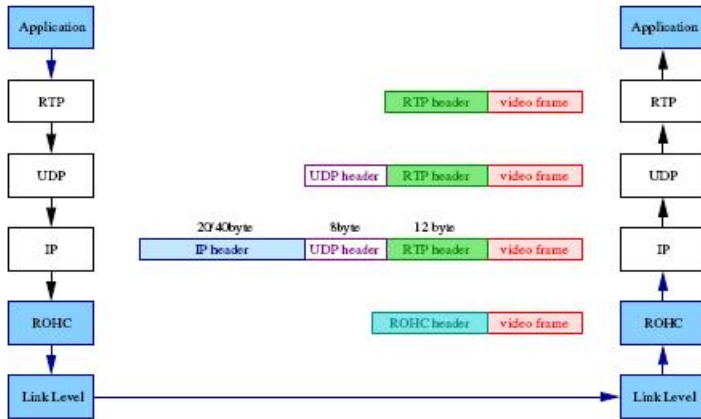 Application
Application
RTP
RTP header
video frame
RTP
UDP
UDP header
RTP header
video frame
UDP
20/40byte
8byte
12 byte
IP
IP header
UDP header
RTP header
video frame
IP
ROHC
ROHC header
video frame
ROHC
Link Level
Link Level